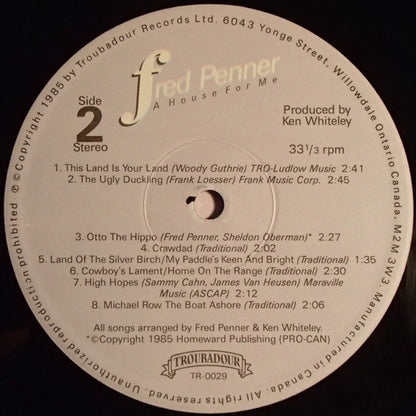 ℗©Copyright 1985 by Troubadour Records Ltd. 6043 Yonge Street, Willowdale Ontario Canada, M2M 3W3. Manufactured in Canada. All rights reserved. Unauthorized reproduction prohibited
fred Penner
A House For Me
Side
2
Stereo
Produced by
Ken Whiteley
33 1/3 rpm
1. This Land Is Your Land (Woody Guthrie) TRO-Ludlow Music 2:41
2. The Ugly Duckling (Frank Loesser) Frank Music Corp. 2:45
3. Otto The Hippo (Fred Penner, Sheldon Oberman)* 2:27
4. Crawdad (Traditional) 2:02
5. Land Of The Silver Birch/My Paddle's Keen And Bright (Traditional) 1:35
6. Cowboy's Lament/Home On The Range (Traditional) 2:30
7. High Hopes (Sammy Cahn, James Van Heusen) Maraville
Music (ASCAP) 2:12
8. Michael Row The Boat Ashore (Traditional) 2:06
All songs arranged by Fred Penner & Ken Whiteley.
*©Copyright 1985 Homeward Publishing (PRO-CAN)
TROUBADOUR
TR-0029